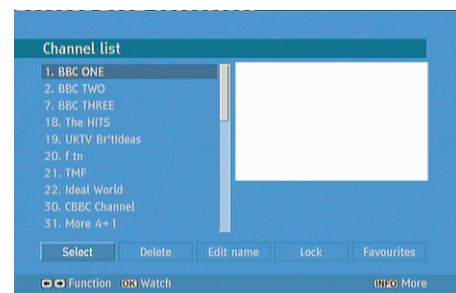 Channel list
1. BBC ONE
2. BBC TWO
7. BBC THREE
18. The HITS
19. UKTV Br'tIdeas
20. f tn
21. TMF
22. Ideal World
30. CBBC Channel
31. More 4+1
Select Delete Edit name Lock Favourites
Function OK Watch INFO More